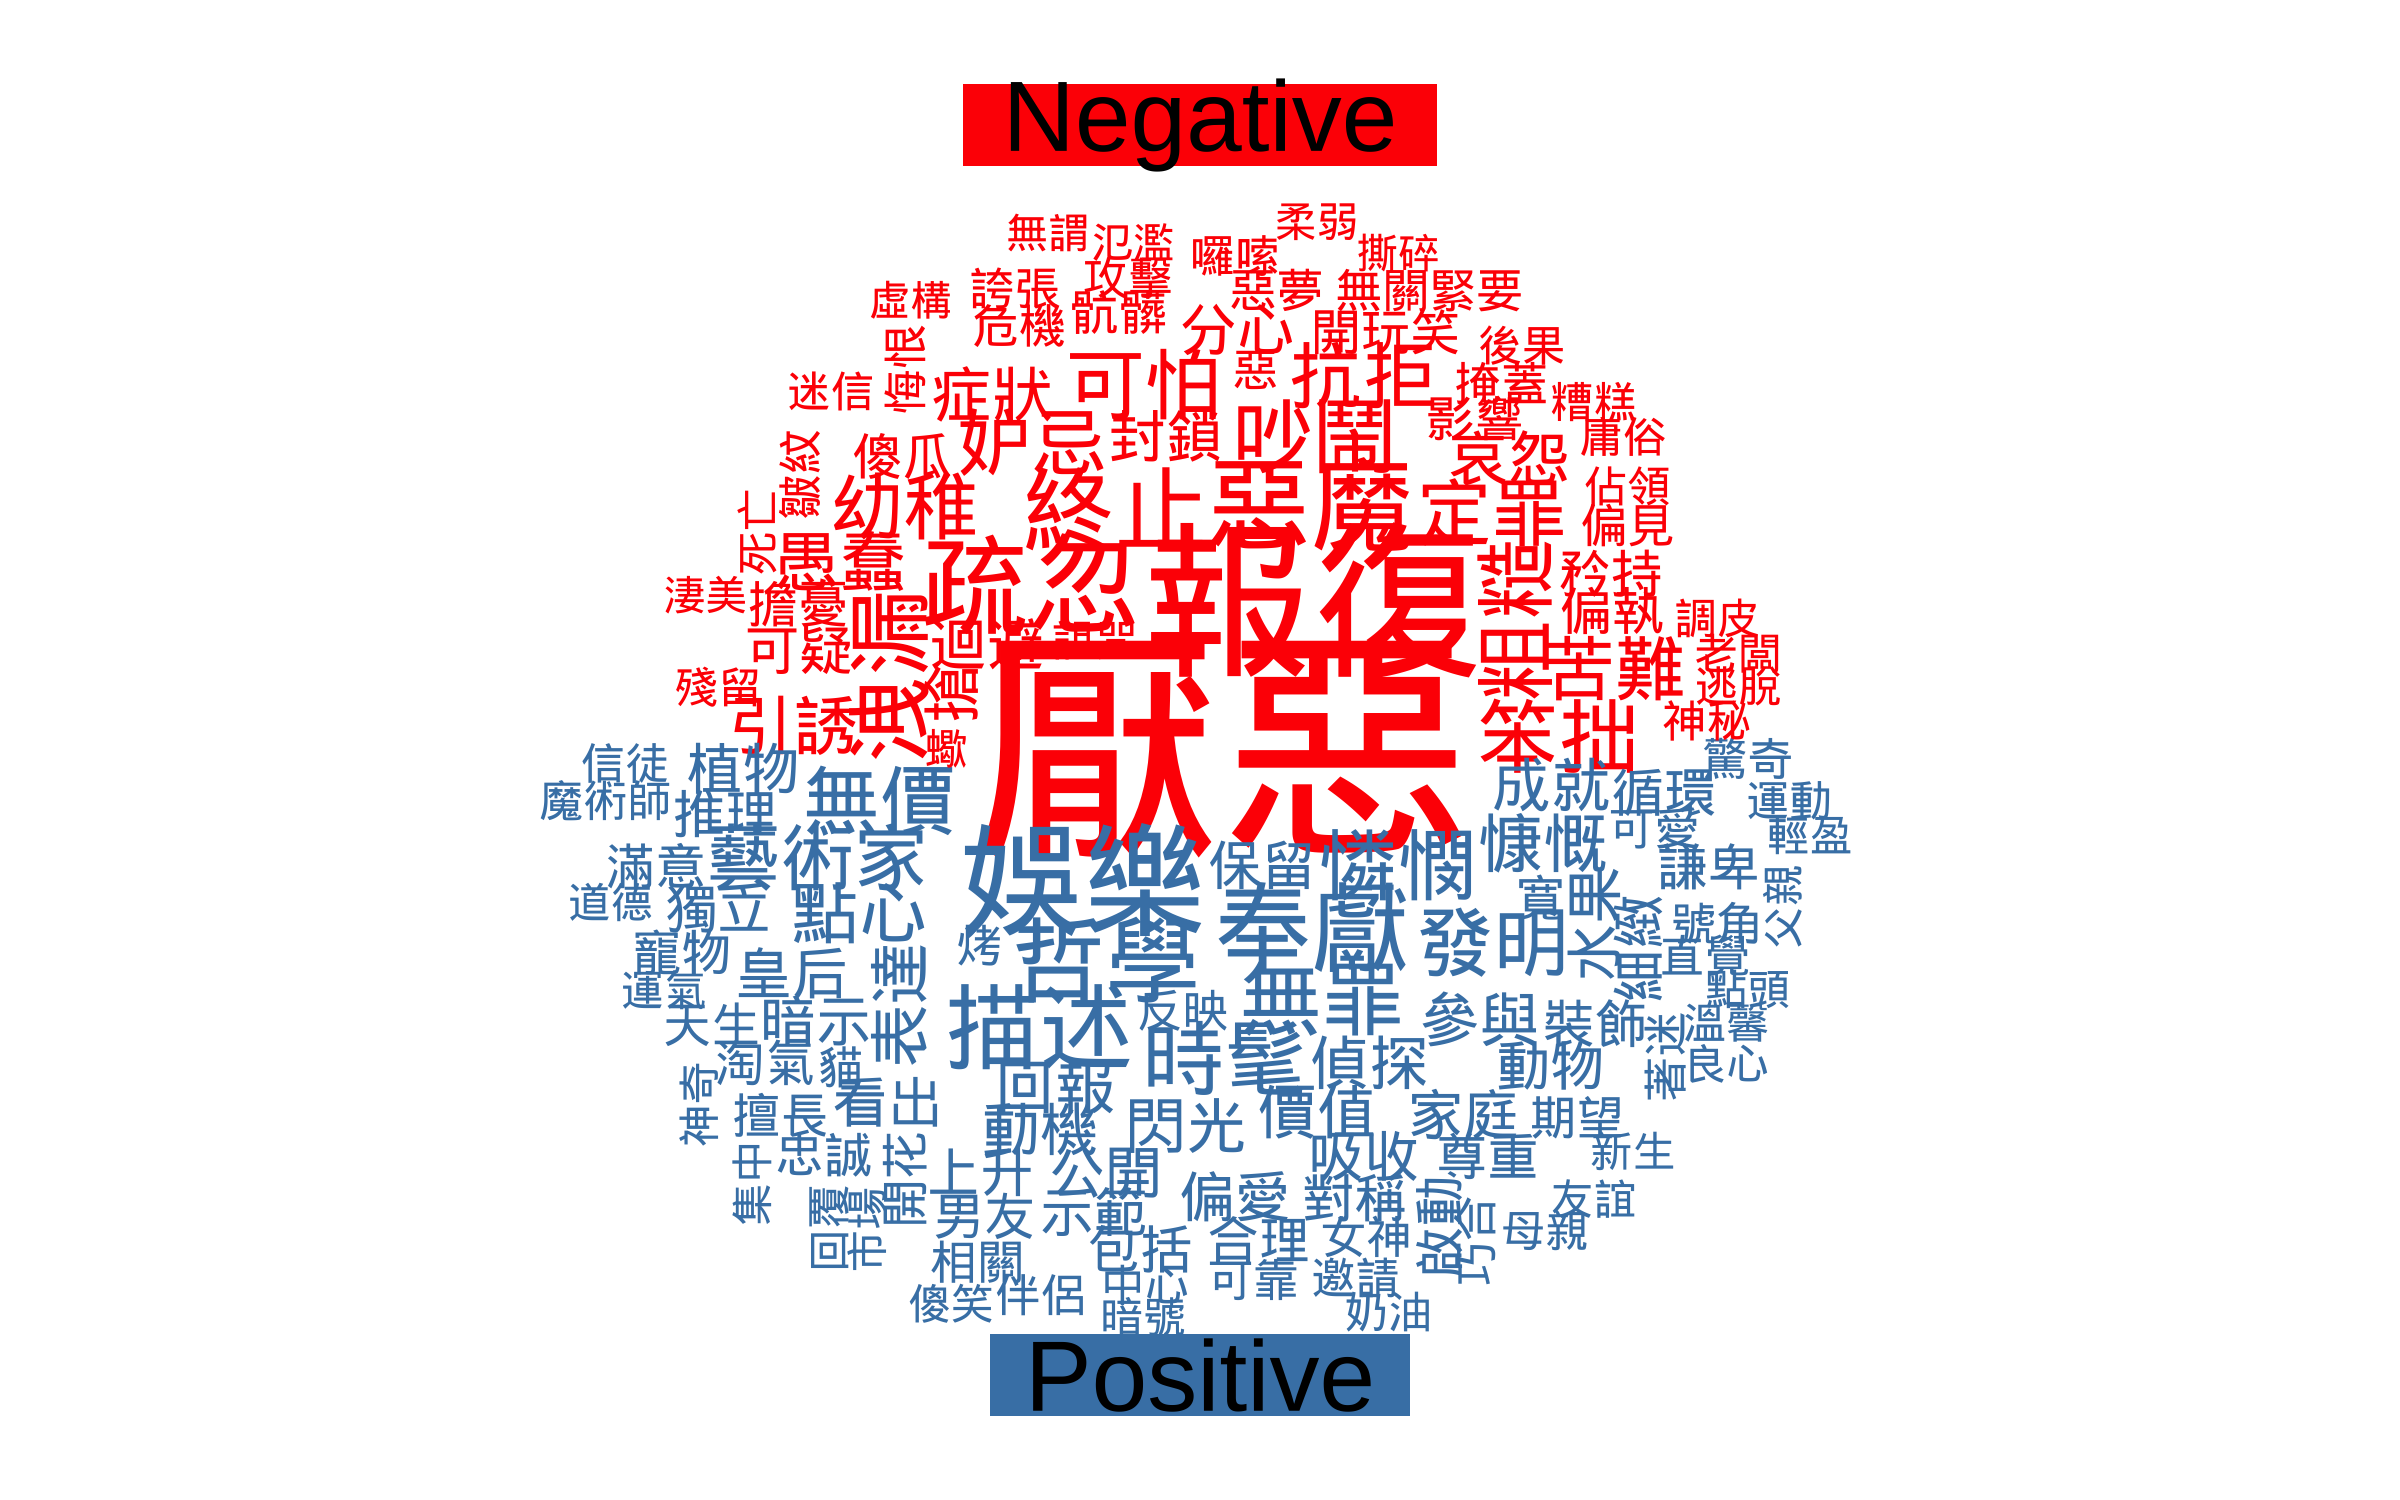 Negative
無謂 氾濫 囉嗦 柔弱 撕碎
虛構 誇張 攻擊 惡夢 無關緊要
危機 骯髒 分心 開玩笑 後果
悔恨 迷信 症狀 可怕 惡 抗拒 掩蓋 糟糕
皺紋 傻瓜 妒忌 封鎖 吵鬧 影響 哀怨 庸俗
死亡 幼稚 終止 惡魔 定罪 佔領 偏見
愚蠢 疏忽 報復 粗糙 矜持
淒美 擔憂 洩漏 偏執 調皮
可疑 迴避 詛咒 苦難 老闆
殘留 引誘 搶 厭惡 笨拙 逃脫 神秘
蠍
信徒 植物 無價 成就 循環 驚奇
魔術師 推理 可愛 運動
滿意 藝術家 娛樂 保留 憐憫 慷慨 謙卑 輕盈
道德 獨立 點心 奉獻 發明 寬 水果 細緻 號角 父親
寵物 皇后 表達 烤 哲學 無罪 直覺
運氣 描述 反映 點頭
天生 暗示 時髦 參與 裝飾 溫馨
淘氣 貓 回報 偵探 動物 著迷 良心
神奇 擅長 看出 動機 閃光 價值 家庭 期望
集中 忠誠 開花 上升 公開 吸收 尊重 新生
回覆 市場 男友 示範 偏愛 對稱 啟動 巧合 友誼
相關 包括 合理 女神 母親
傻笑 伴侶 中心 可靠 邀請
暗號 奶油
Positive